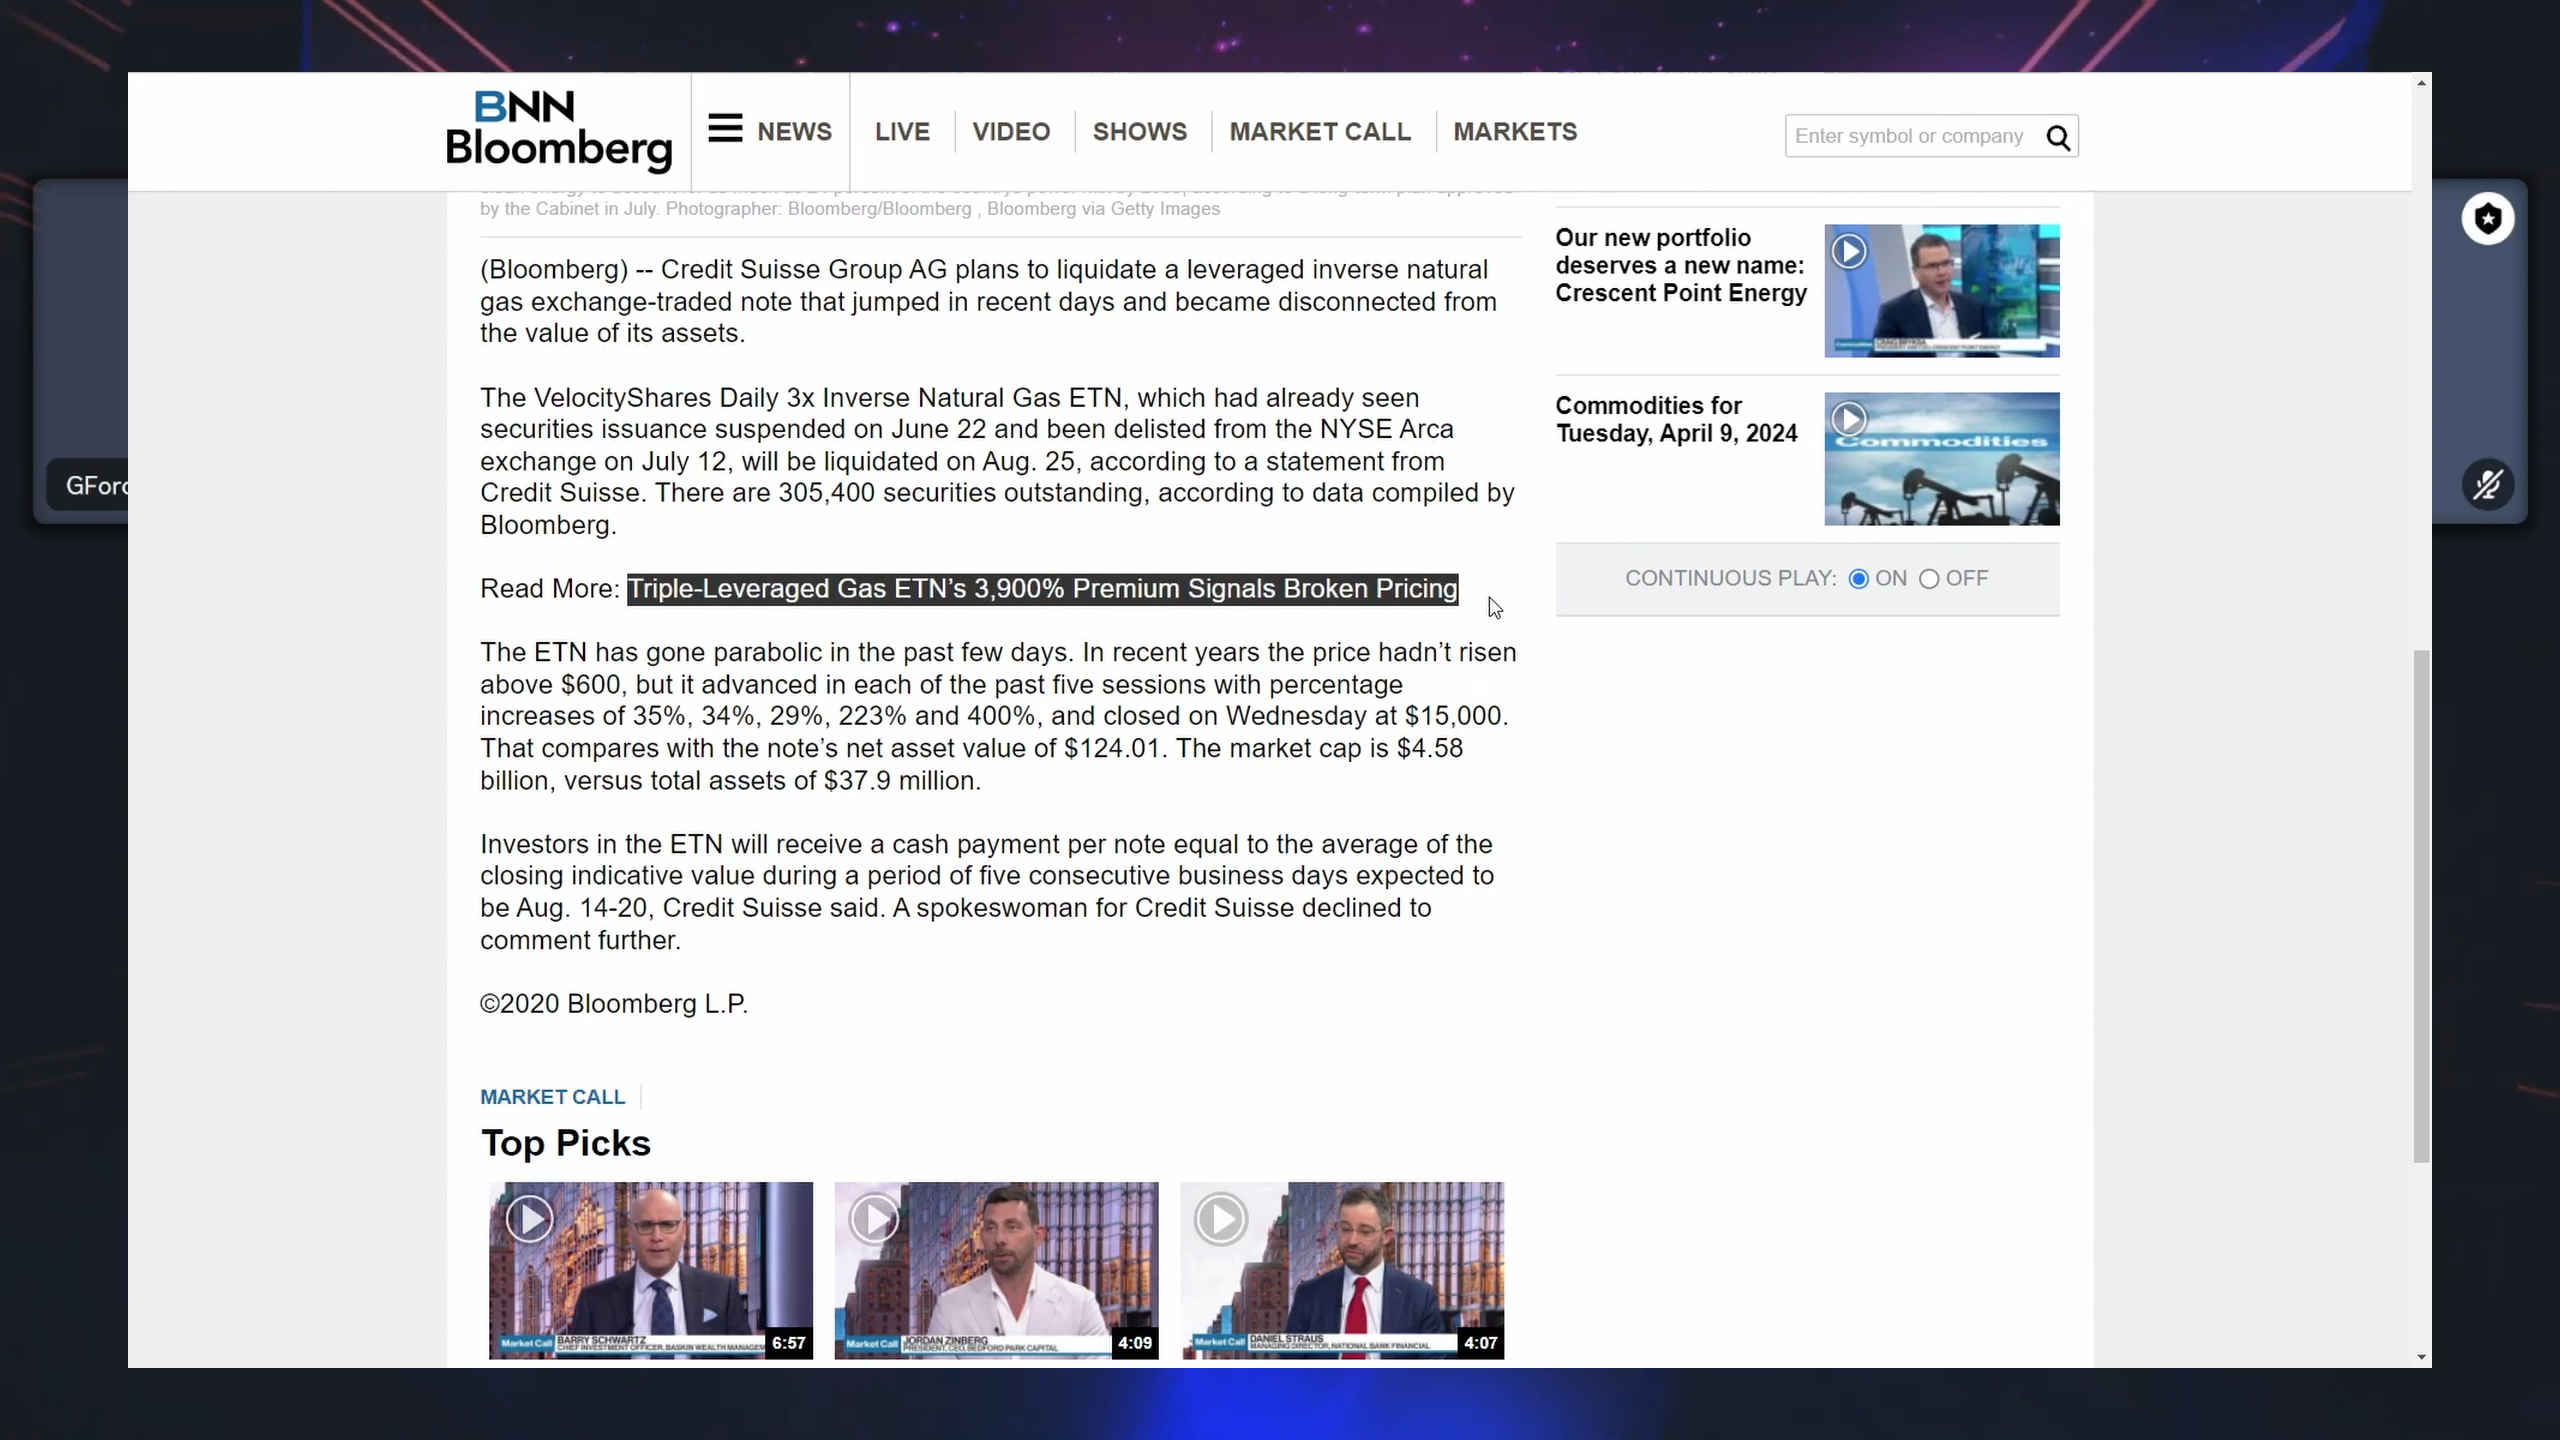 BNN
Bloomberg
NEWS
LIVE
VIDEO
SHOWS
MARKET CALL
MARKETS
Enter symbol or company
GForc
by the Cabinet in July. Photographer: Bloomberg/Bloomberg , Bloomberg via Getty Images
(Bloomberg) -- Credit Suisse Group AG plans to liquidate a leveraged inverse natural
gas exchange-traded note that jumped in recent days and became disconnected from
the value of its assets.
The VelocityShares Daily 3x Inverse Natural Gas ETN, which had already seen
securities issuance suspended on June 22 and been delisted from the NYSE Arca
exchange on July 12, will be liquidated on Aug. 25, according to a statement from
Credit Suisse. There are 305,400 securities outstanding, according to data compiled by
Bloomberg.
Read More: Triple-Leveraged Gas ETN’s 3,900% Premium Signals Broken Pricing
The ETN has gone parabolic in the past few days. In recent years the price hadn’t risen
above $600, but it advanced in each of the past five sessions with percentage
increases of 35%, 34%, 29%, 223% and 400%, and closed on Wednesday at $15,000.
That compares with the note’s net asset value of $124.01. The market cap is $4.58
billion, versus total assets of $37.9 million.
Investors in the ETN will receive a cash payment per note equal to the average of the
closing indicative value during a period of five consecutive business days expected to
be Aug. 14-20, Credit Suisse said. A spokeswoman for Credit Suisse declined to
comment further.
©2020 Bloomberg L.P.
Our new portfolio
deserves a new name:
Crescent Point Energy
Commodities for
Tuesday, April 9, 2024
Commodities
CONTINUOUS PLAY: ON OFF
MARKET CALL
Top Picks
Market Call
BARRY SCHWARTZ
CHIEF INVESTMENT OFFICER, BASKIN WEALTH MANAGEM
6:57
Market Call
JORDAN ZINBERG
PRESIDENT, CEO, BEDFORD PARK CAPITAL
4:09
Market Call
DANIEL STRAUS
MANAGING DIRECTOR, NATIONAL BANK FINANCIAL
4:07